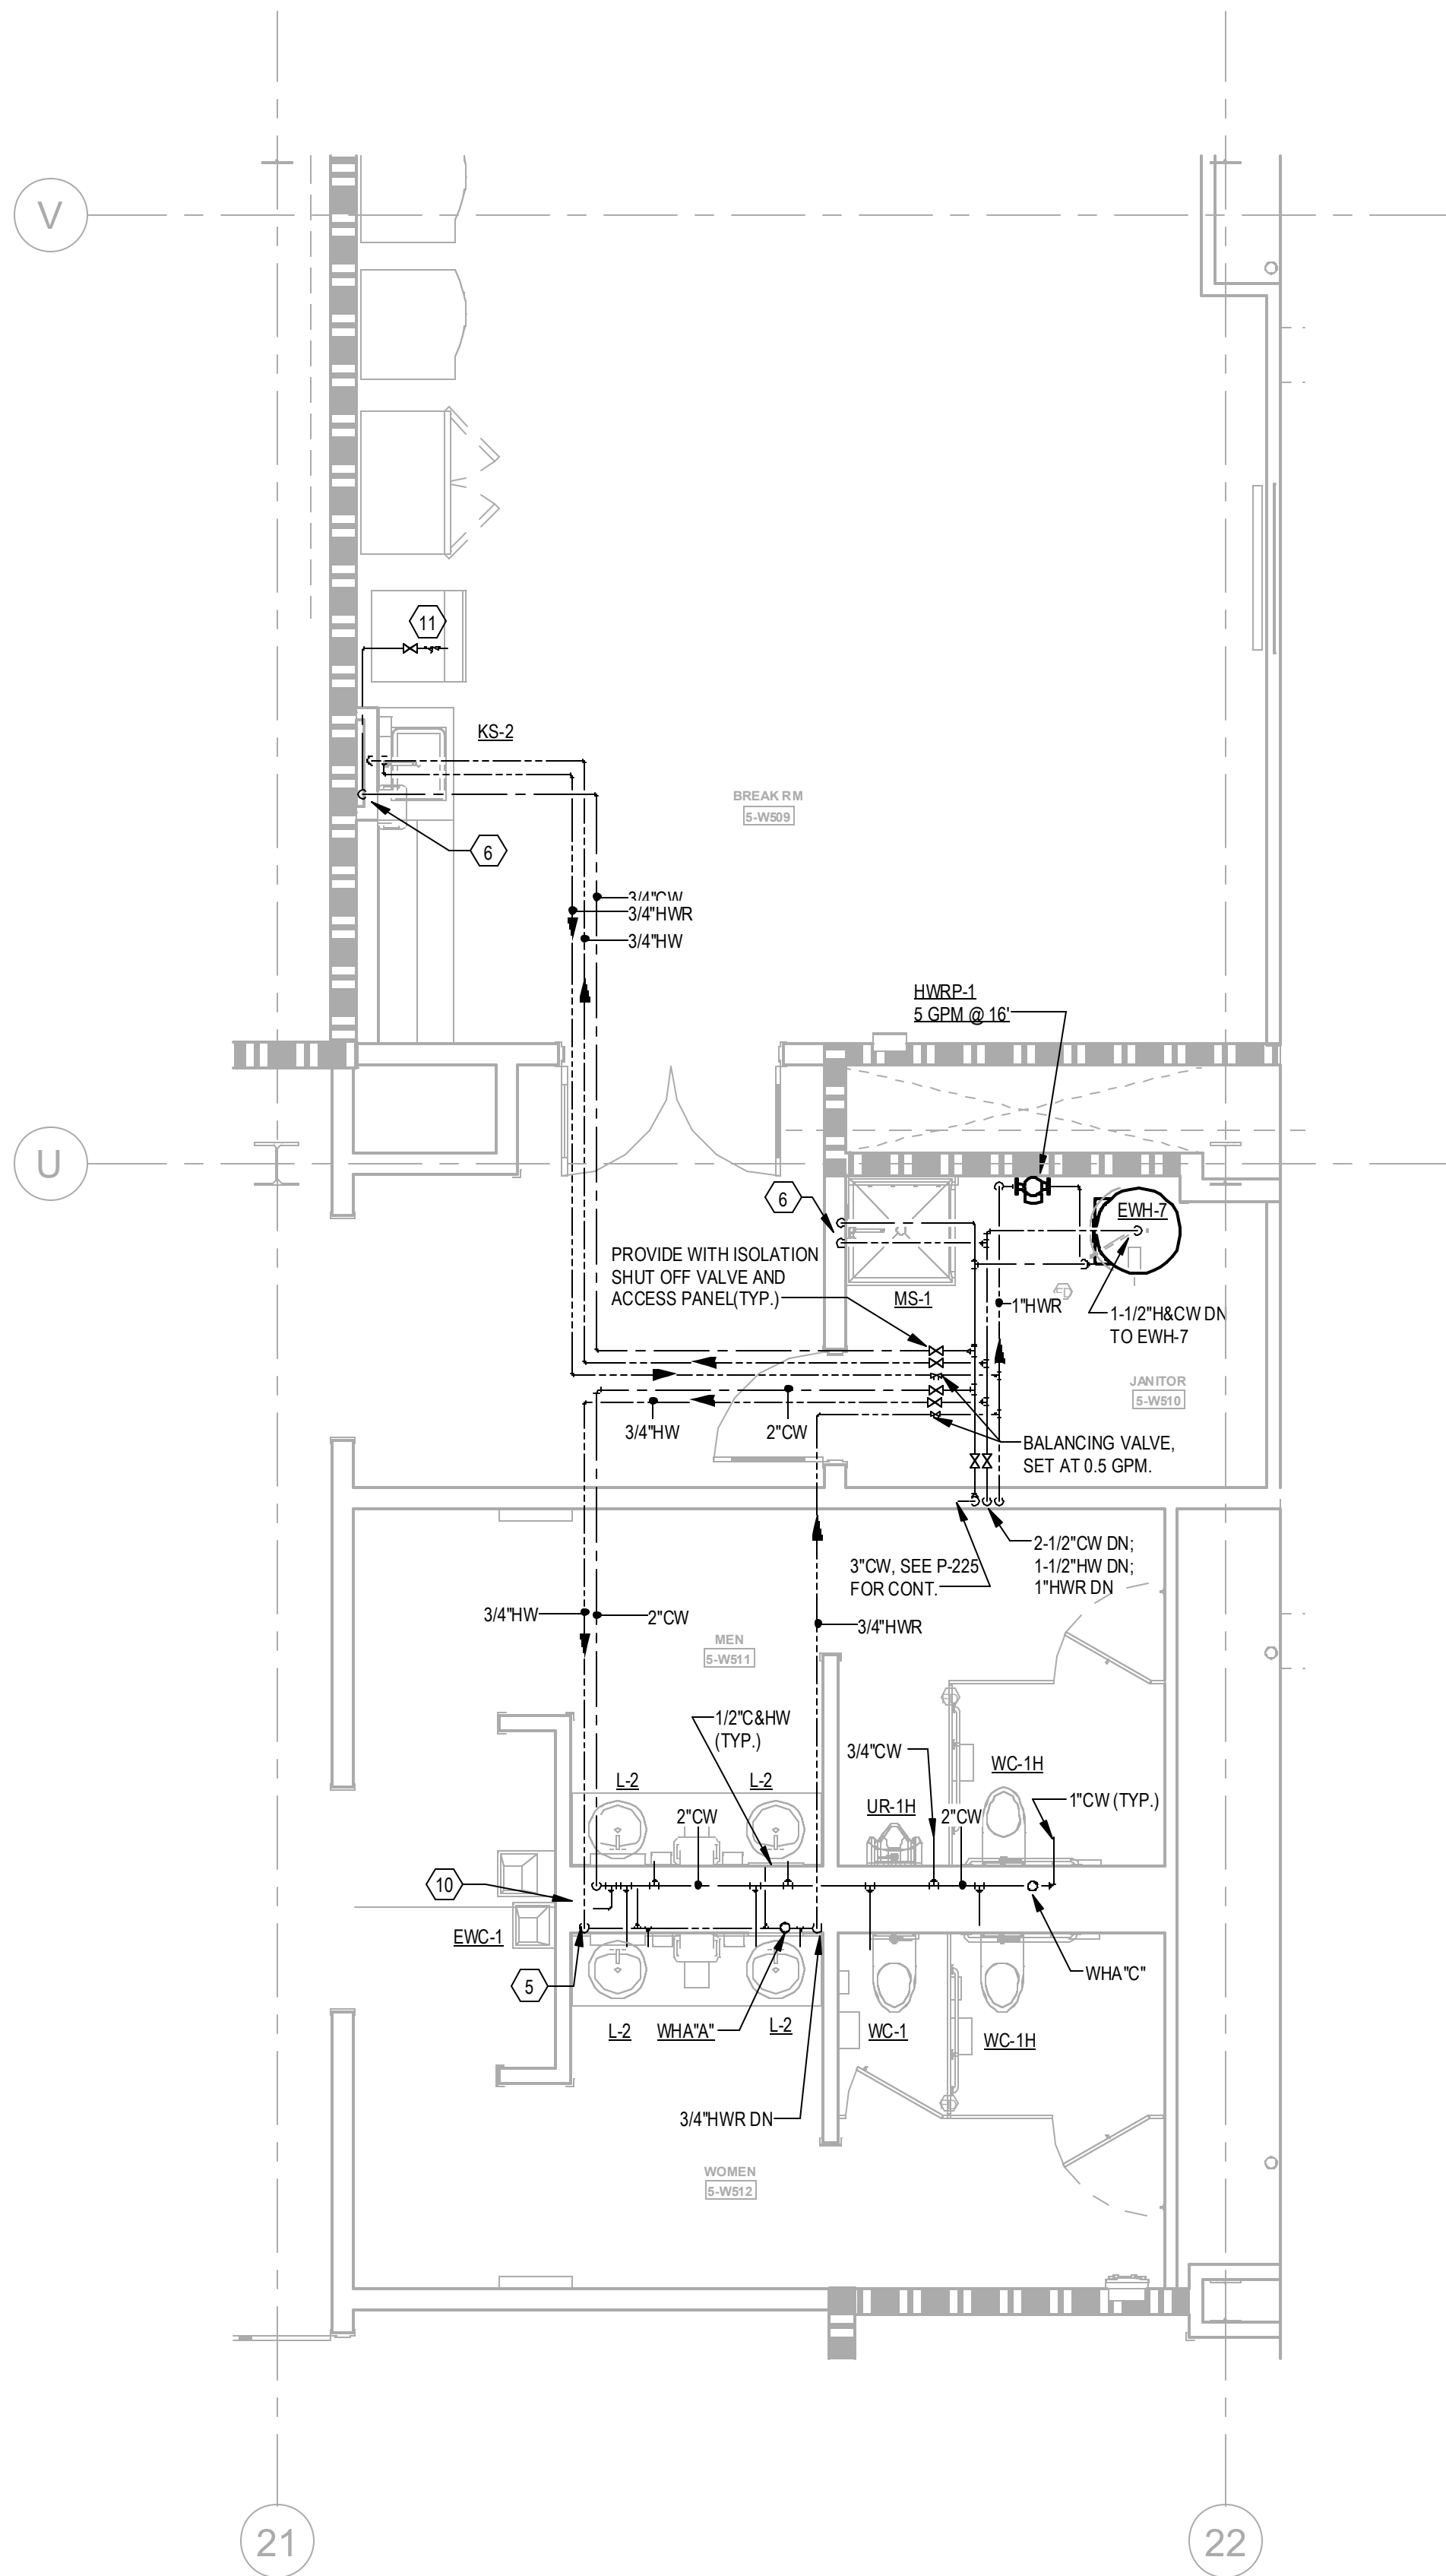 V
11
KS-2
BREAK RM
5-W509
6
3/4"CW
3/4"HWR
3/4"HW
HWRP-1
5 GPM @ 16'
U
6
EWH-7
PROVIDE WITH ISOLATION
SHUT OFF VALVE AND
ACCESS PANEL(TYP.)
MS-1
1"HWR
1-1/2"H&CW DN
TO EWH-7
JANITOR
5-W510
3/4"HW
2"CW
BALANCING VALVE,
SET AT 0.5 GPM.
3"CW, SEE P-225
FOR CONT.
2-1/2"CW DN;
1-1/2"HW DN;
1"HWR DN
3/4"HW
2"CW
3/4"HWR
MEN
5-W511
1/2"C&HW
(TYP.)
3/4"CW
WC-1H
L-2
L-2
UR-1H
1"CW (TYP.)
2"CW
2"CW
10
EWC-1
5
WHA"C"
L-2
WHA"A"
L-2
WC-1
WC-1H
3/4"HWR DN
WOMEN
5-W512
21
22